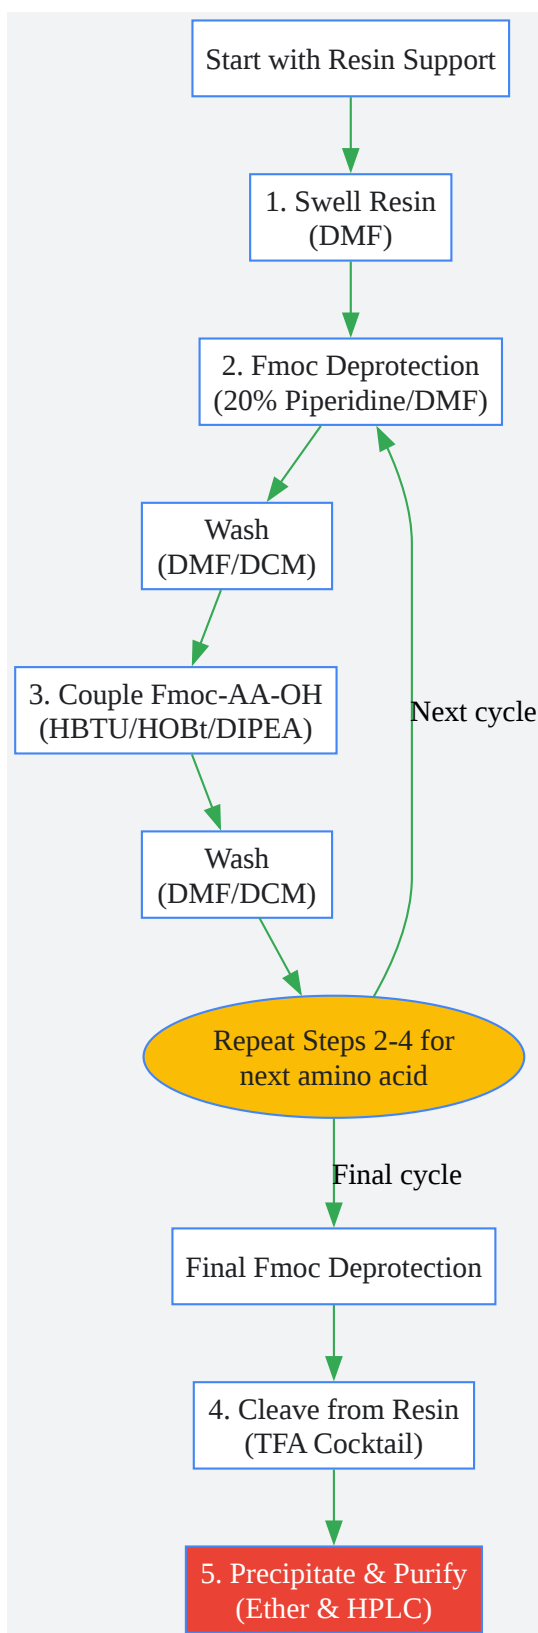 Start with Resin Support
1. Swell Resin
(DMF)
2. Fmoc Deprotection
(20% Piperidine/DMF)
Wash
(DMF/DCM)
3. Couple Fmoc-AA-OH
(HBTU/HOBt/DIPEA)
Next cycle
Wash
(DMF/DCM)
Repeat Steps 2-4 for
next amino acid
Final cycle
Final Fmoc Deprotection
4. Cleave from Resin
(TFA Cocktail)
5. Precipitate & Purify
(Ether & HPLC)